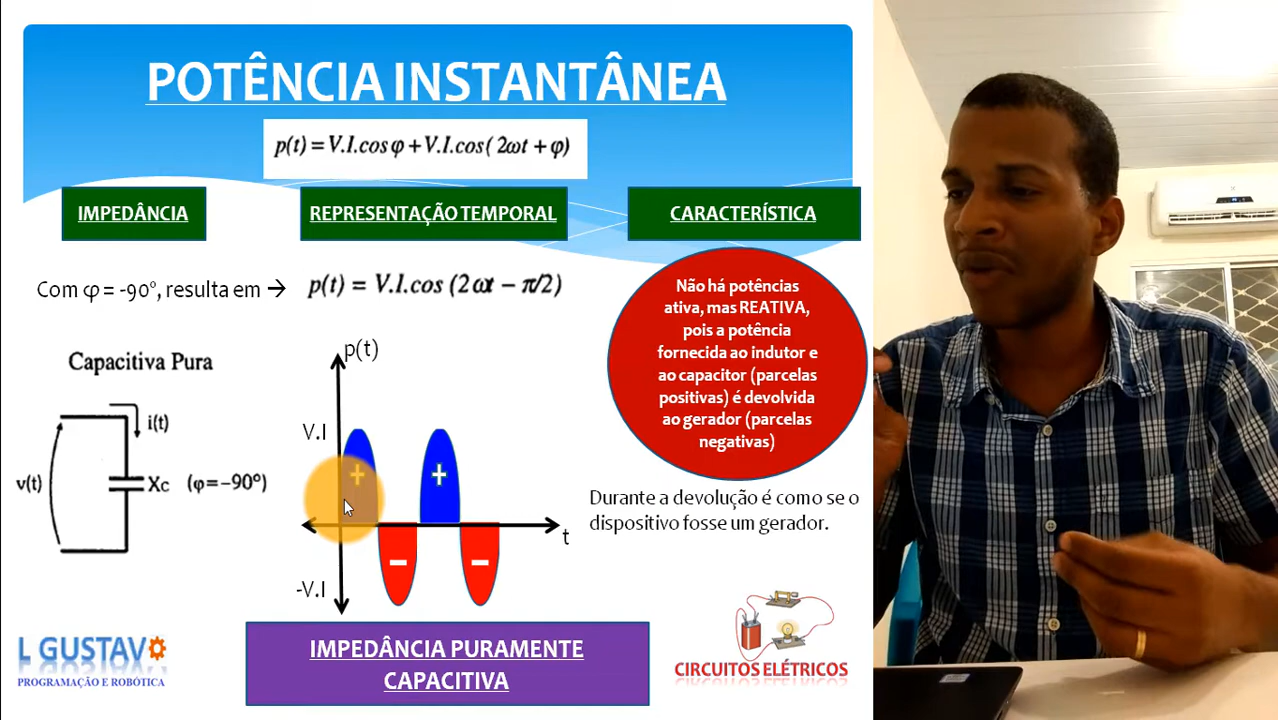 POTÊNCIA INSTANTÂNEA
p(t) = V.I.cos φ + V.I.cos( 2ωt + φ)
IMPEDÂNCIA
REPRESENTAÇÃO TEMPORAL
CARACTERÍSTICA
Com φ = -90°, resulta em →
p(t) = V.I.cos (2ωt – π/2)
Não há potências
ativa, mas REATIVA,
pois a potência
fornecida ao indutor e
ao capacitor (parcelas
positivas) é devolvida
ao gerador (parcelas
negativas)
Capacitiva Pura
i(t)
v(t)
Xc (φ=–90°)
p(t)
V.I
+ +
t
– –
-V.I
Durante a devolução é como se o
dispositivo fosse um gerador.
IMPEDÂNCIA PURAMENTE
CAPACITIVA
L GUSTAVO
PROGRAMAÇÃO E ROBÓTICA
CIRCUITOS ELÉTRICOS